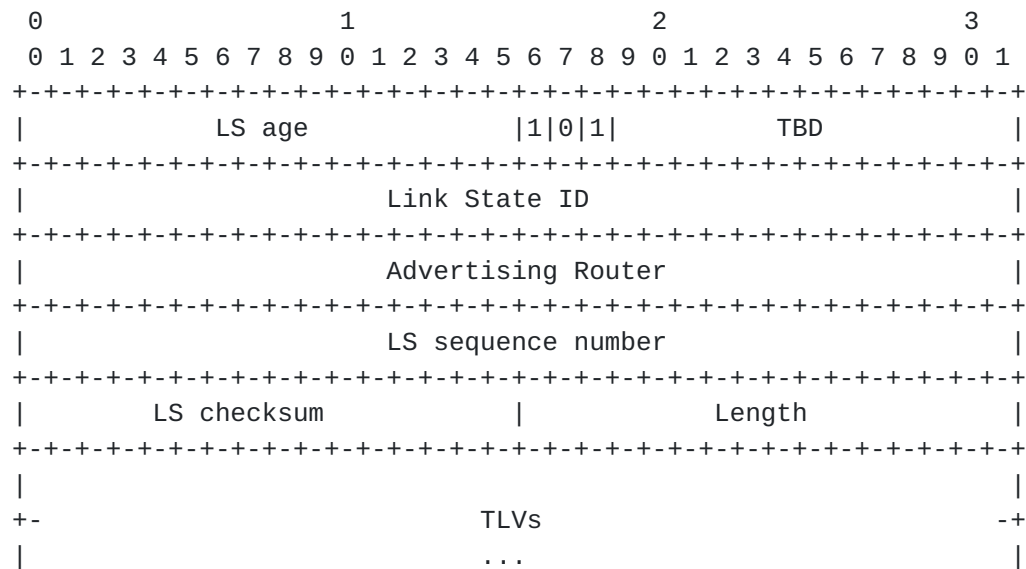 0                   1                   2                   3
 0 1 2 3 4 5 6 7 8 9 0 1 2 3 4 5 6 7 8 9 0 1 2 3 4 5 6 7 8 9 0 1
+-+-+-+-+-+-+-+-+-+-+-+-+-+-+-+-+-+-+-+-+-+-+-+-+-+-+-+-+-+-+-+-+
|            LS age             |1|0|1|          TBD            |
+-+-+-+-+-+-+-+-+-+-+-+-+-+-+-+-+-+-+-+-+-+-+-+-+-+-+-+-+-+-+-+-+
|                       Link State ID                           |
+-+-+-+-+-+-+-+-+-+-+-+-+-+-+-+-+-+-+-+-+-+-+-+-+-+-+-+-+-+-+-+-+
|                       Advertising Router                      |
+-+-+-+-+-+-+-+-+-+-+-+-+-+-+-+-+-+-+-+-+-+-+-+-+-+-+-+-+-+-+-+-+
|                       LS sequence number                      |
+-+-+-+-+-+-+-+-+-+-+-+-+-+-+-+-+-+-+-+-+-+-+-+-+-+-+-+-+-+-+-+-+
|        LS checksum            |            Length             |
+-+-+-+-+-+-+-+-+-+-+-+-+-+-+-+-+-+-+-+-+-+-+-+-+-+-+-+-+-+-+-+-+
|                                                               |
+-                            TLVs                             -+
|                             ...                               |